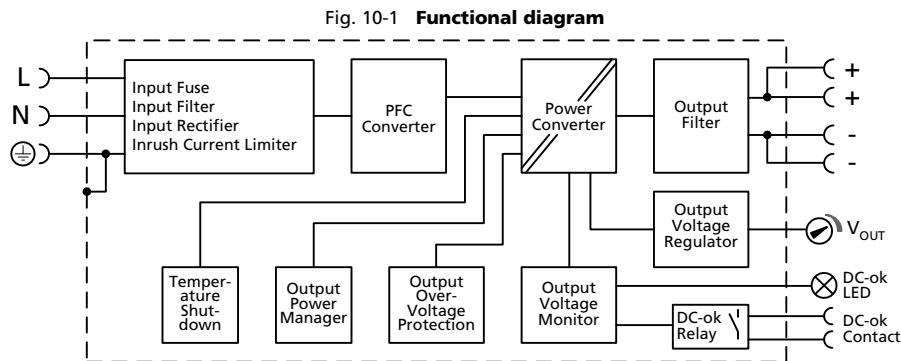 Fig. 10-1 Functional diagram
L
N
Input Fuse
Input Filter
Input Rectifier
Inrush Current Limiter
PFC
Converter
Power
Converter
Output
Filter
+
+
-
-
Output
Voltage
Regulator
VOUT
Temper-
ature
Shut-
down
Output
Power
Manager
Output
Over-
Voltage
Protection
Output
Voltage
Monitor
DC-ok
LED
DC-ok
Relay
DC-ok
Contact